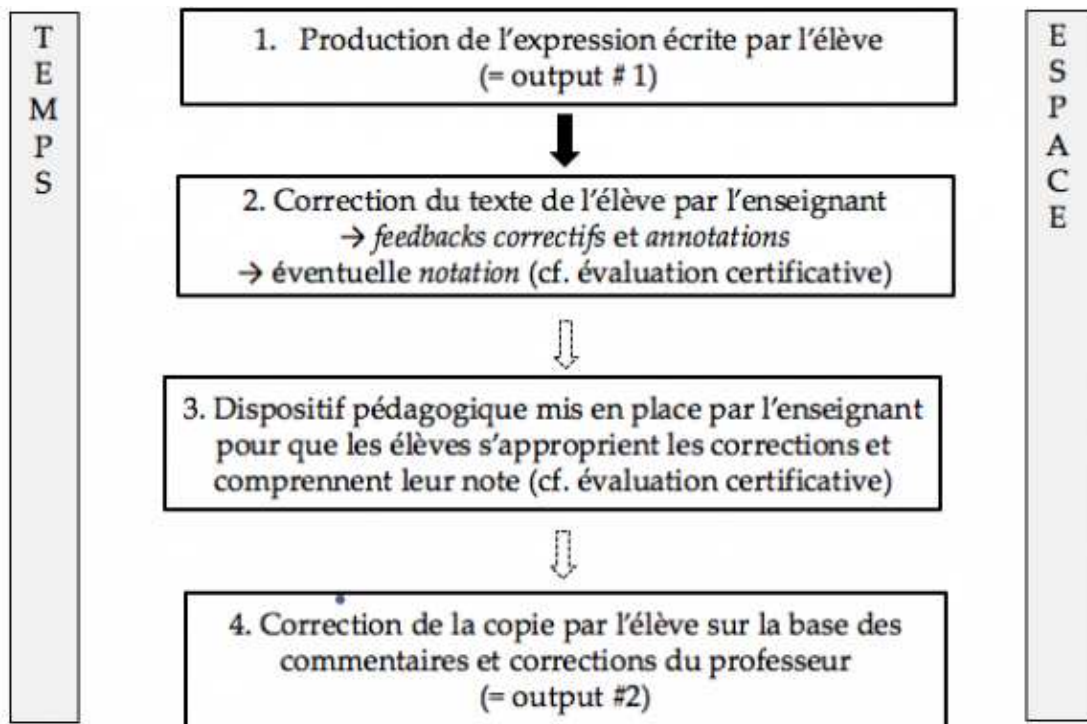 TEMPS
1. Production de l'expression écrite par l'élève
(= output # 1)
2. Correction du texte de l'élève par l'enseignant
→ feedbacks correctifs et annotations
→ éventuelle notation (cf. évaluation certificative)
3. Dispositif pédagogique mis en place par l'enseignant
pour que les élèves s'approprient les corrections et
comprennent leur note (cf. évaluation certificative)
4. Correction de la copie par l'élève sur la base des
commentaires et corrections du professeur
(= output #2)
ESPACE